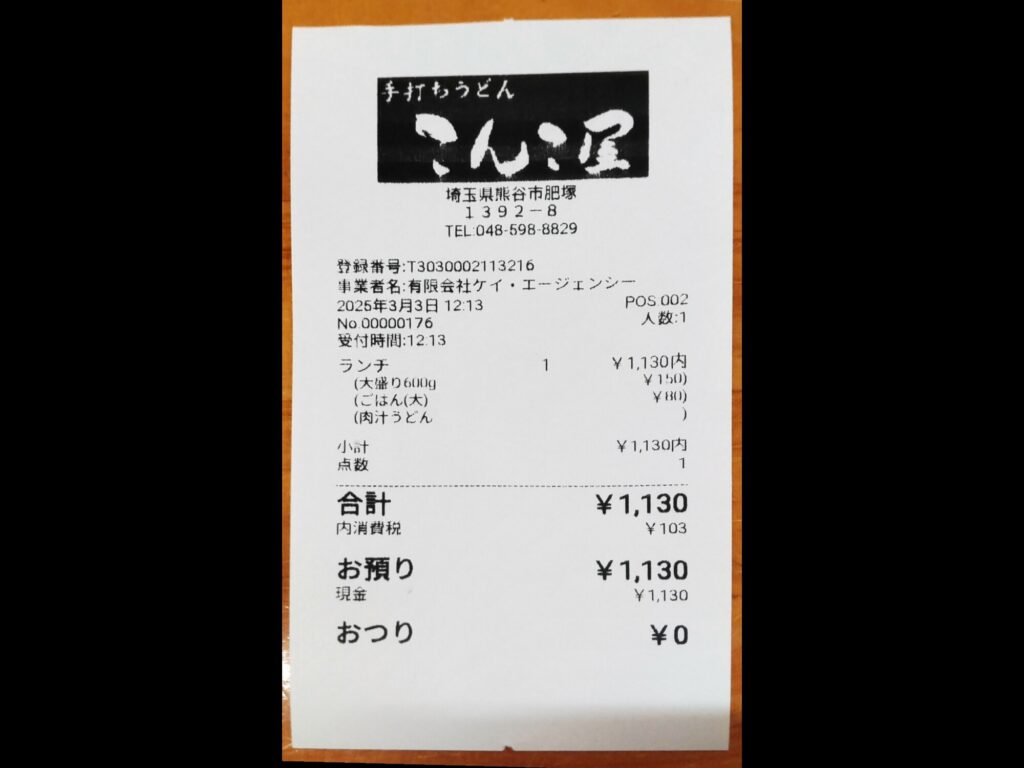 手打ちうどん
こんこ屋
埼玉県熊谷市肥塚
1392-8
TEL:048-598-8829
登録番号:T3030002113216
事業者名:有限会社ケイ・エージェンシー
2025年3月3日 12:13 POS:002
No.00000176 人数:1
受付時間:12:13
ランチ 1 ¥1,130内
(大盛り600g ¥150)
(ごはん(大) ¥80)
(肉汁うどん )
小計 ¥1,130内
点数 1
合計 ¥1,130
内消費税 ¥103
お預り ¥1,130
現金 ¥1,130
おつり ¥0